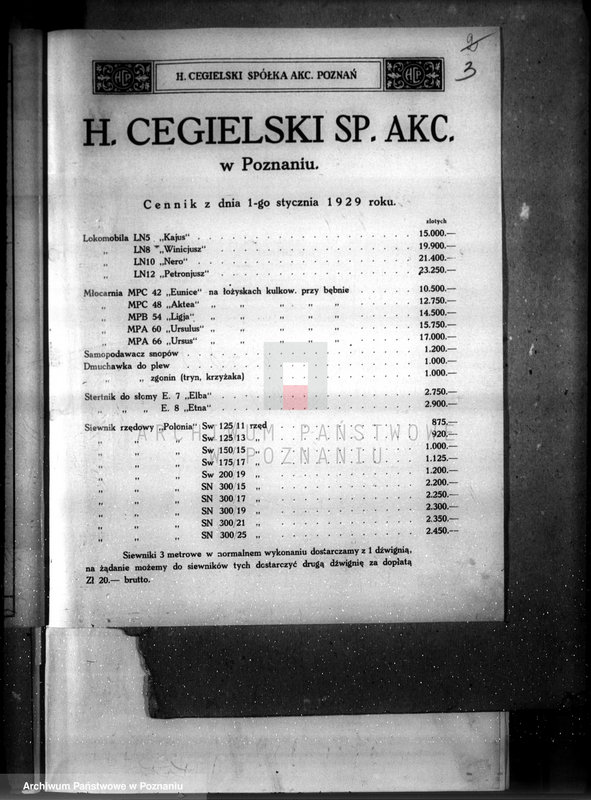 2
3
HCP H. CEGIELSKI SPÓŁKA AKC. POZNAŃ HCP
H. CEGIELSKI SP. AKC.
w Poznaniu.
Cennik z dnia 1-go stycznia 1929 roku.
złotych
Lokomobila LN5 „Kajus" . . . . . . . . . . 15.000.—
„ LN8 „Winicjusz" . . . . . . . . . . 19.900.—
„ LN10 „Nero" . . . . . . . . . . 21.400.—
„ LN12 „Petronjusz" . . . . . . . . . . 23.250.—
Młocarnia MPC 42 „Eunice" na łożyskach kulkow. przy bębnie 10.500.—
„ MPC 48 „Aktea" „ „ „ „ „ 12.750.—
„ MPB 54 „Ligja" „ „ „ „ „ 14.500.—
„ MPA 60 „Ursulus" „ „ „ „ „ 15.750.—
„ MPA 66 „Ursus" „ „ „ „ „ 17.000.—
Samopodawacz snopów . . . . . . . . . . 1.200.—
Dmuchawka do plew . . . . . . . . . . 1.000.—
„ „ „ zgonin (tryn, krzyżaka) . . . . . . . . 1.000.—
Stertnik do słomy E. 7 „Elba" . . . . . . . . . . 2.750.—
„ „ „ E. 8 „Etna" . . . . . . . . . . 2.900.—
Siewnik rzędowy „Polonia" Sw 125/11 rzęd . . . . . . 875.—
„ „ „ Sw 125/13 „ . . . . . . 920.—
„ „ „ Sw 150/15 „ . . . . . . 1.000.—
„ „ „ Sw 175/17 „ . . . . . . 1.125.—
„ „ „ Sw 200/19 „ . . . . . . 1.200.—
„ „ „ SN 300/15 „ . . . . . . 2.200.—
„ „ „ SN 300/17 „ . . . . . . 2.250.—
„ „ „ SN 300/19 „ . . . . . . 2.300.—
„ „ „ SN 300/21 „ . . . . . . 2.350.—
„ „ „ SN 300/25 „ . . . . . . 2.450.—
Siewniki 3 metrowe w normalnem wykonaniu dostarczamy z 1 dźwignią,
na żądanie możemy do siewników tych dostarczyć drugą dźwignię za dopłatą
Zł 20.— brutto.
ARCHIWUM PAŃSTWOWE
W POZNANIU
Archiwum Państwowe w Poznaniu